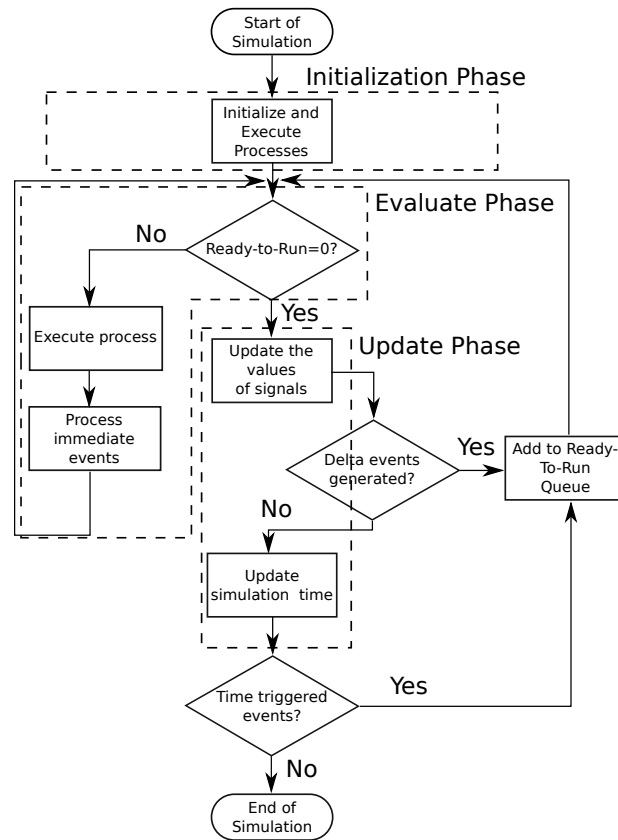 Start of
Simulation
Initialization Phase
Initialize and
Execute
Processes
Evaluate Phase
No
Ready-to-Run=0?
Yes
Execute process
Update the
values
of signals
Update Phase
Process
immediate
events
Delta events
generated?
Yes
Add to Ready-
To-Run
Queue
No
Update
simulation time
Time triggered
events?
Yes
No
End of
Simulation